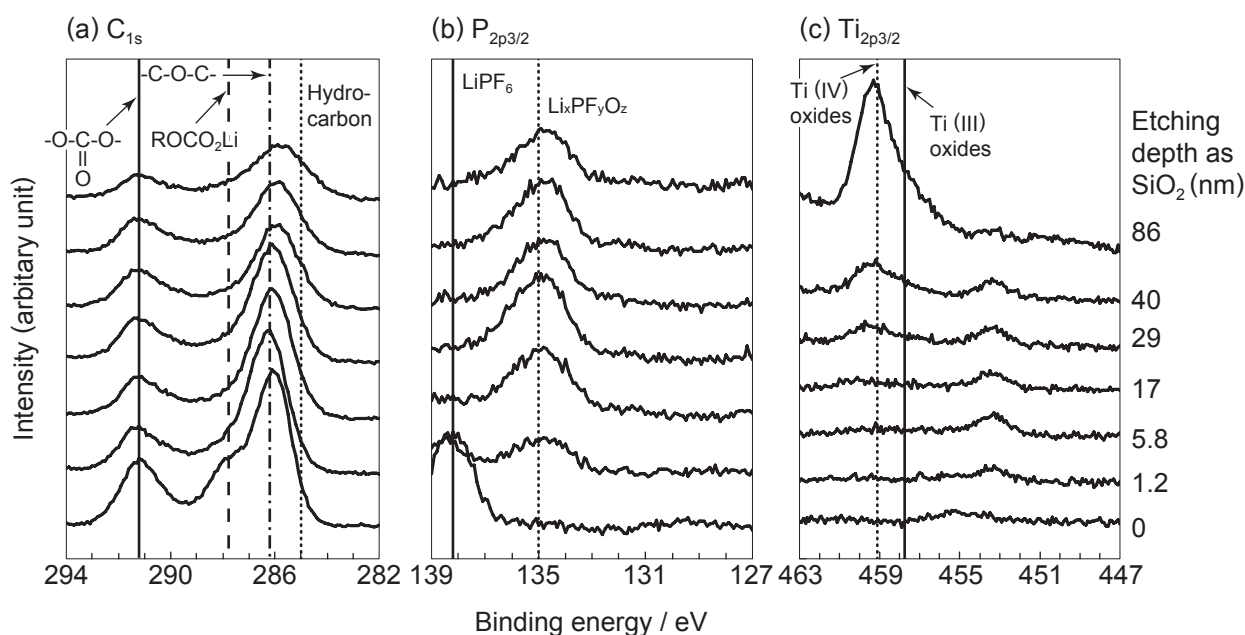 (a) C1s
(b) P2p3/2
(c) Ti2p3/2
-C-O-C-
-O-C-O-
O
ROCO2Li
Hydro-
carbon
LiPF6
LixPFyOz
Ti (IV)
oxides
Ti (III)
oxides
Etching
depth as
SiO2 (nm)
86
40
29
17
5.8
1.2
0
Intensity (arbitary unit)
294 290 286 282
139 135 131 127
463 459 455 451 447
Binding energy / eV